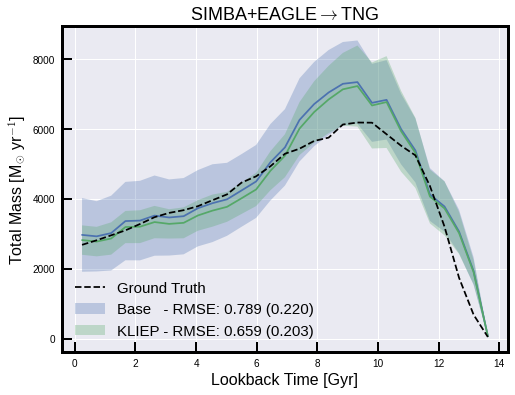 SIMBA+EAGLE→TNG
Total Mass [M⊙ yr⁻¹]
8000
6000
4000
2000
0
Ground Truth
Base - RMSE: 0.789 (0.220)
KLIEP - RMSE: 0.659 (0.203)
0 2 4 6 8 10 12 14
Lookback Time [Gyr]